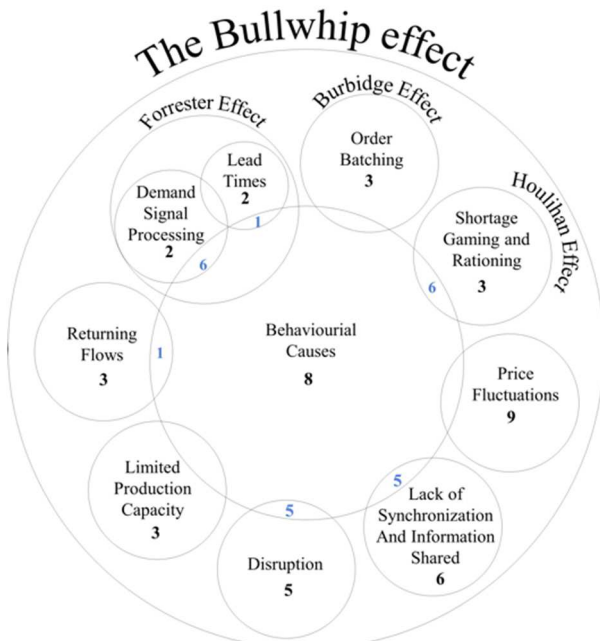 The Bullwhip effect
Forrester Effect
Burbidge Effect
Houlihan Effect
Order
Batching
3
Lead
Times
2
1
Demand
Signal
Processing
2
6
Shortage
Gaming and
Rationing
3
6
Returning
Flows
3
1
Behaviourial
Causes
8
Price
Fluctuations
9
Limited
Production
Capacity
3
5
Disruption
5
5
Lack of
Synchronization
And Information
Shared
6